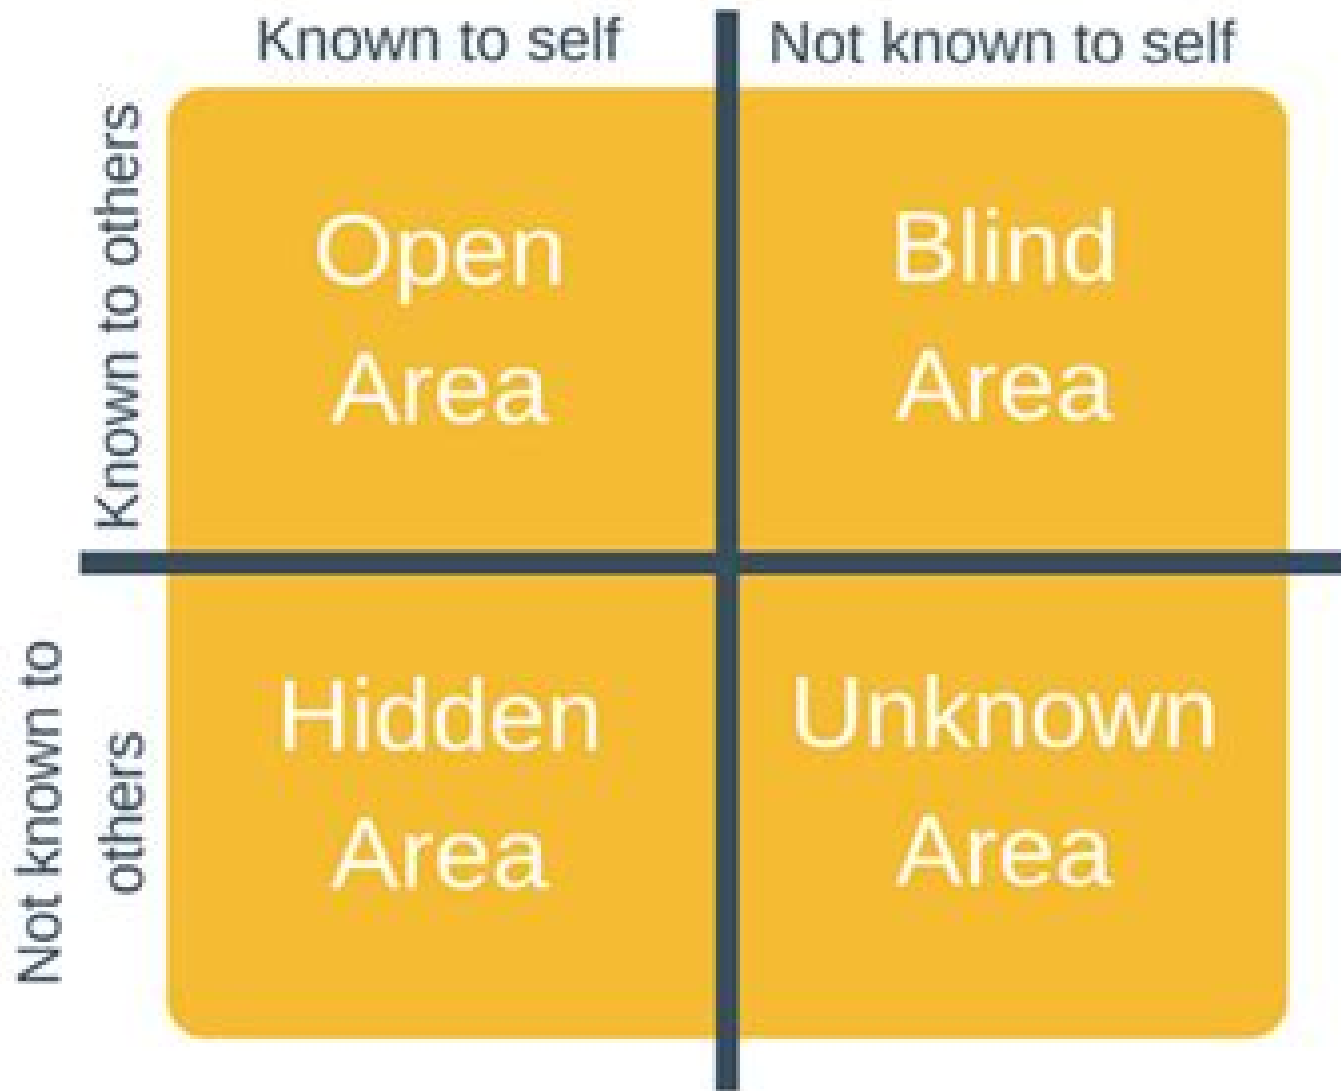 Known to self
Not known to self
Known to others
Open
Area
Blind
Area
Not known to
others
Hidden
Area
Unknown
Area